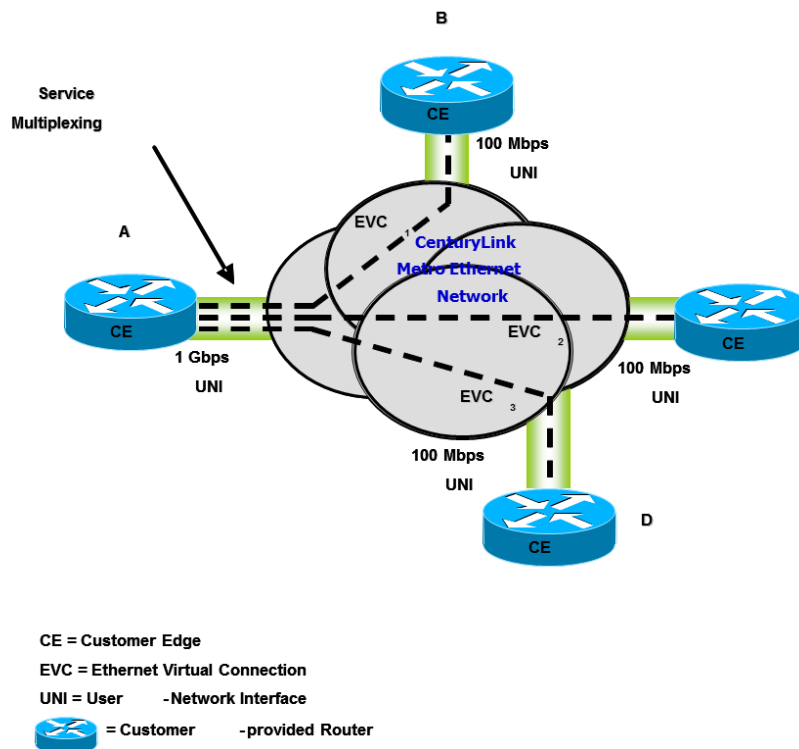 B
Service
Multiplexing
CE
100 Mbps
UNI
A
EVC 1
CenturyLink
Metro Ethernet
Network
CE
EVC 2
CE
1 Gbps
UNI
100 Mbps
UNI
EVC 3
100 Mbps
UNI
D
CE
CE = Customer Edge
EVC = Ethernet Virtual Connection
UNI = User -Network Interface
= Customer -provided Router